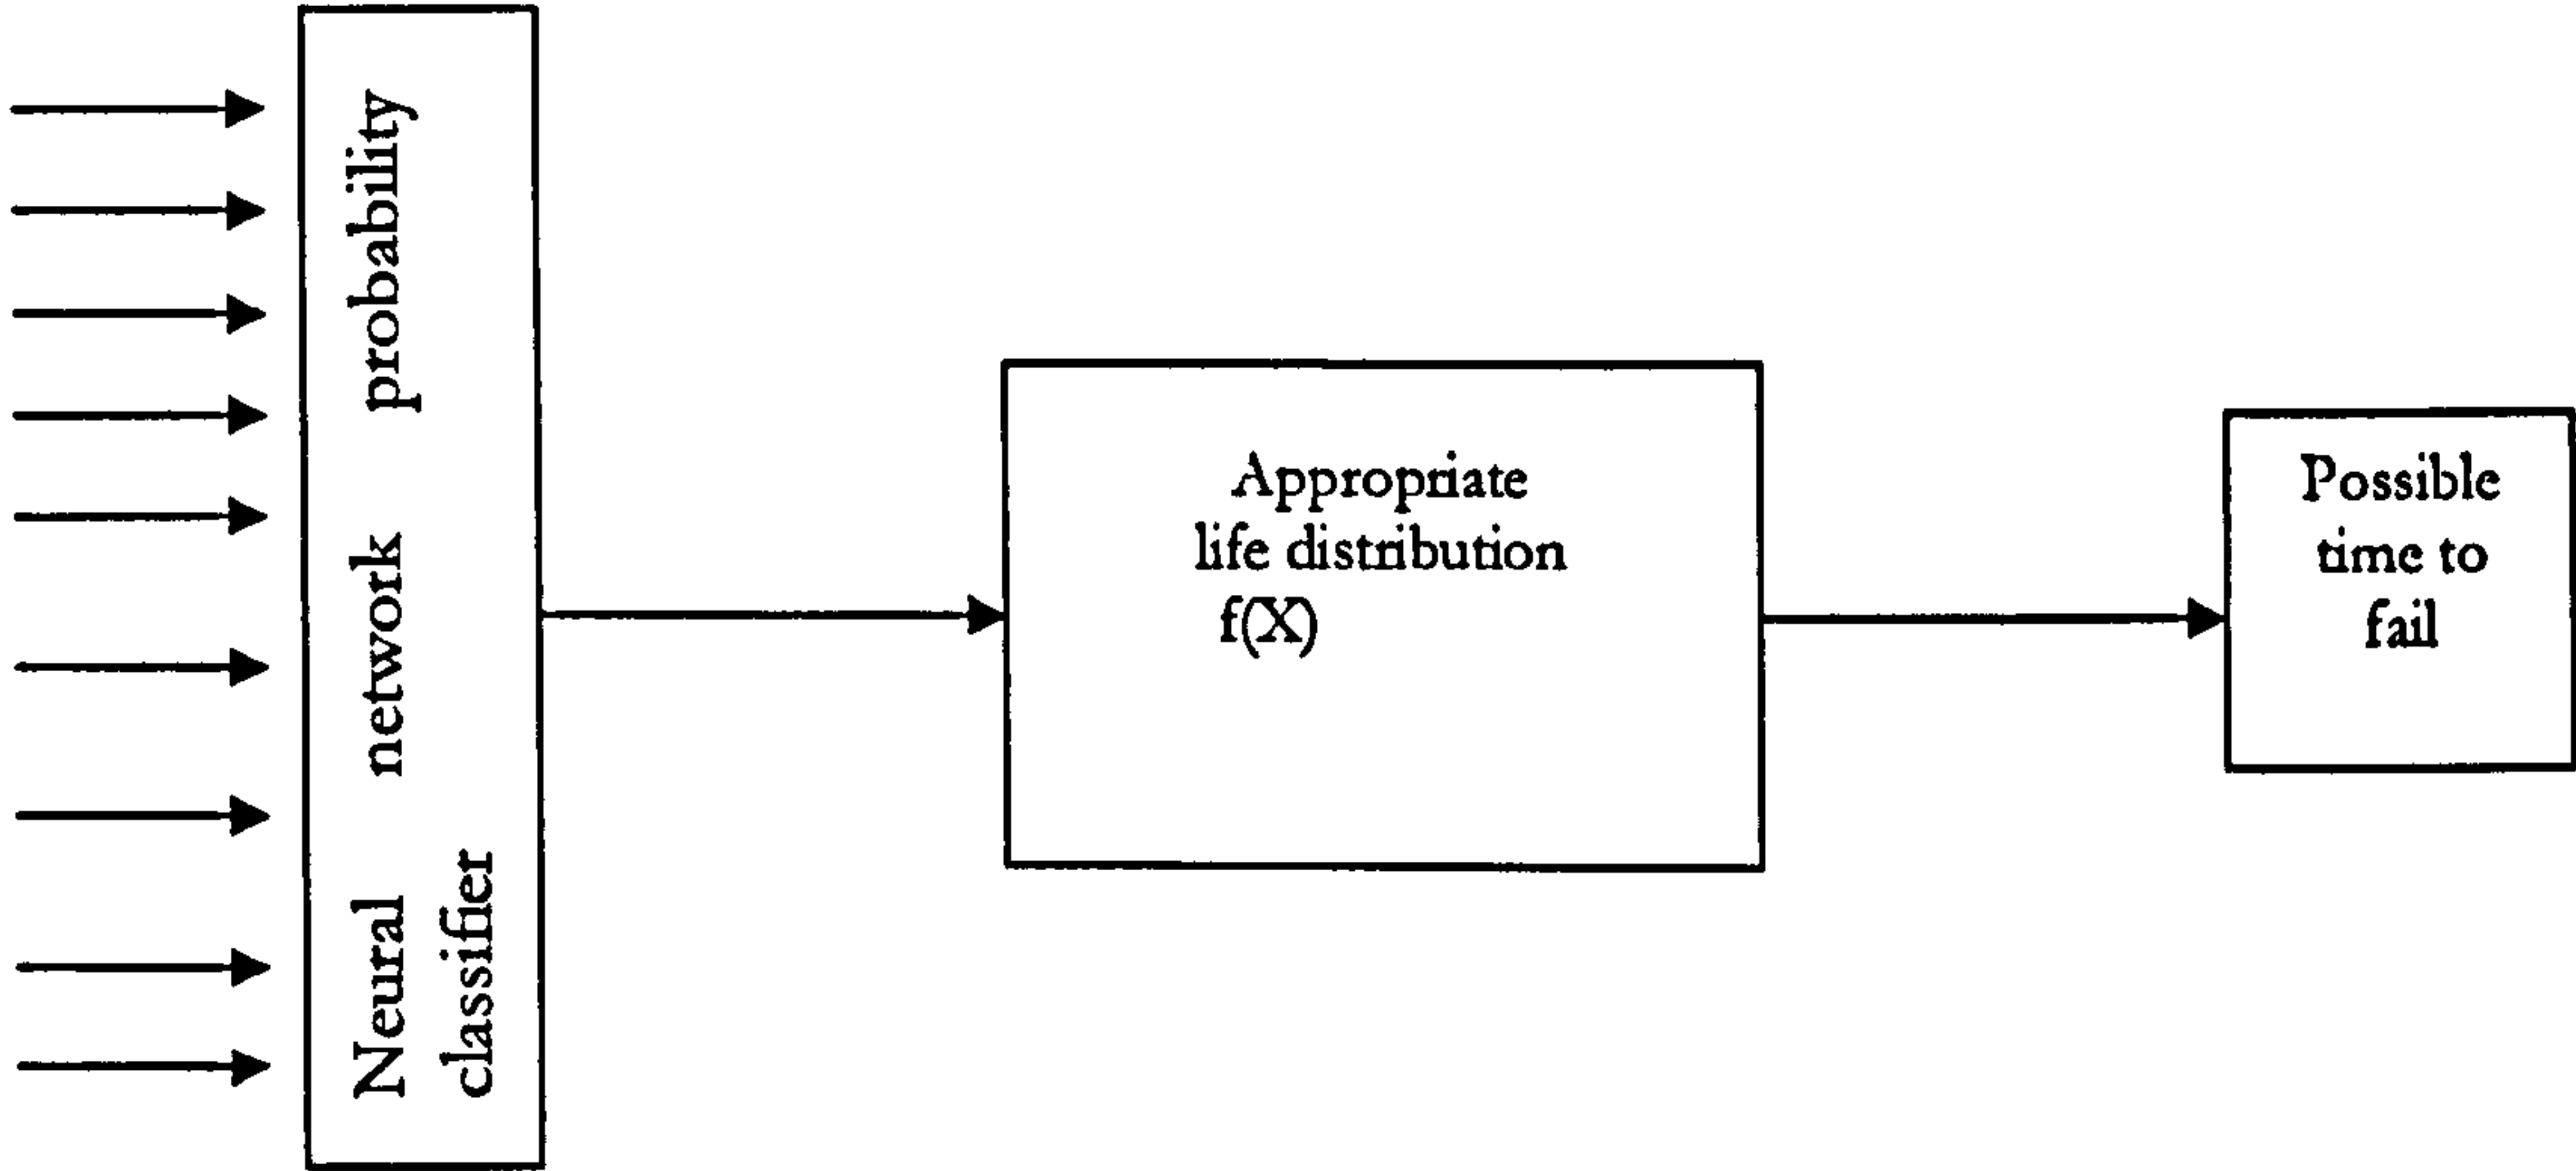 Neural network probability
classifier
Appropriate
life distribution
f(X)
Possible
time to
fail